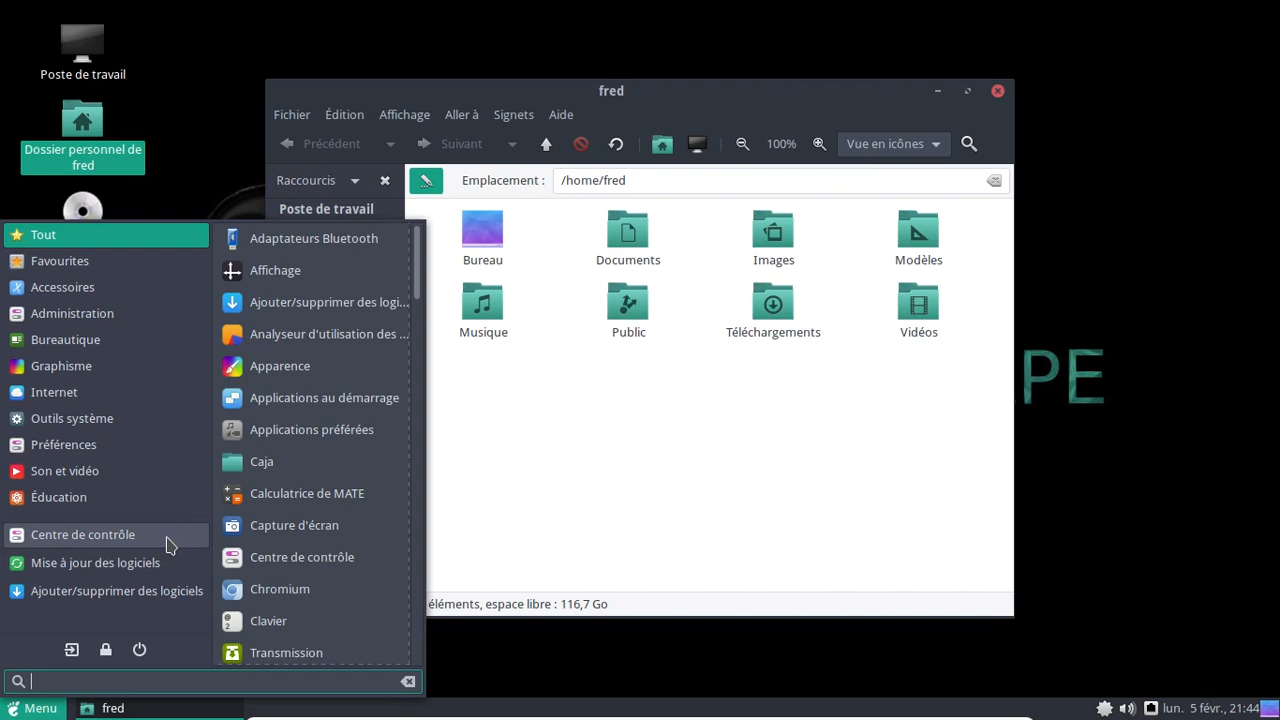 Poste de travail
Dossier personnel de
fred
fred
Fichier Édition Affichage Aller à Signets Aide
Précédent Suivant 100% Vue en icônes
Raccourcis Emplacement : /home/fred
Poste de travail
Bureau Documents Images Modèles
Musique Public Téléchargements Vidéos
éléments, espace libre : 116,7 Go
PE
Tout
Favourites
Accessoires
Administration
Bureautique
Graphisme
Internet
Outils système
Préférences
Son et vidéo
Éducation
Centre de contrôle
Mise à jour des logiciels
Ajouter/supprimer des logiciels
Adaptateurs Bluetooth
Affichage
Ajouter/supprimer des logi...
Analyseur d'utilisation des ...
Apparence
Applications au démarrage
Applications préférées
Caja
Calculatrice de MATE
Capture d'écran
Centre de contrôle
Chromium
Clavier
Transmission
Menu fred lun. 5 févr., 21:44